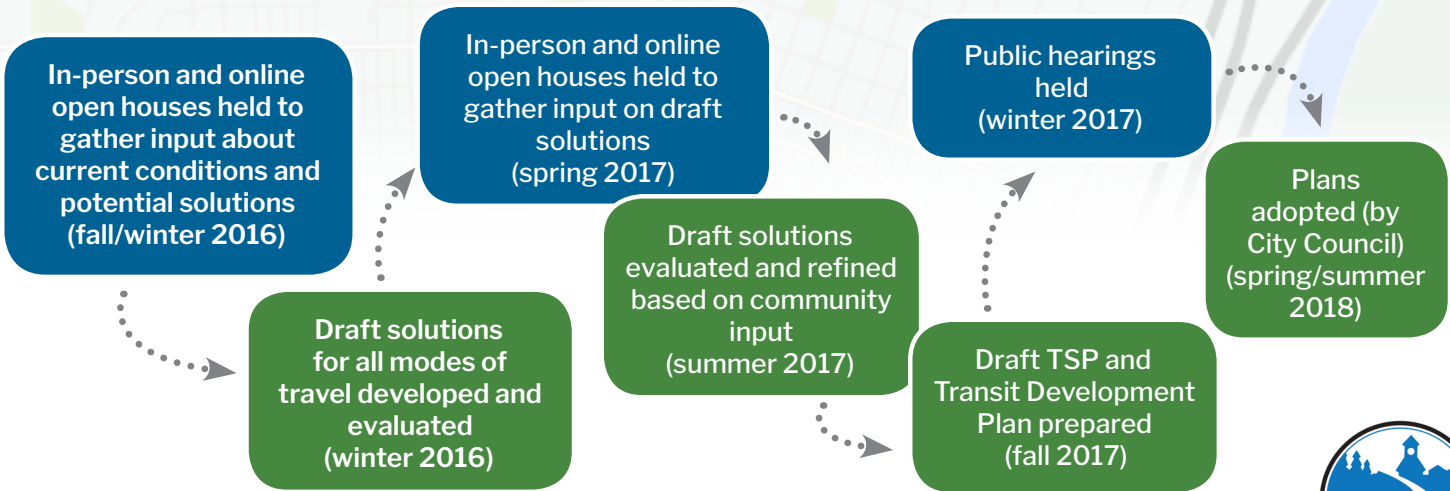 In-person and online
open houses held to
gather input about
current conditions and
potential solutions
(fall/winter 2016)
Draft solutions
for all modes of
travel developed and
evaluated
(winter 2016)
In-person and online
open houses held to
gather input on draft
solutions
(spring 2017)
Draft solutions
evaluated and refined
based on community
input
(summer 2017)
Draft TSP and
Transit Development
Plan prepared
(fall 2017)
Public hearings
held
(winter 2017)
Plans
adopted (by
City Council)
(spring/summer
2018)